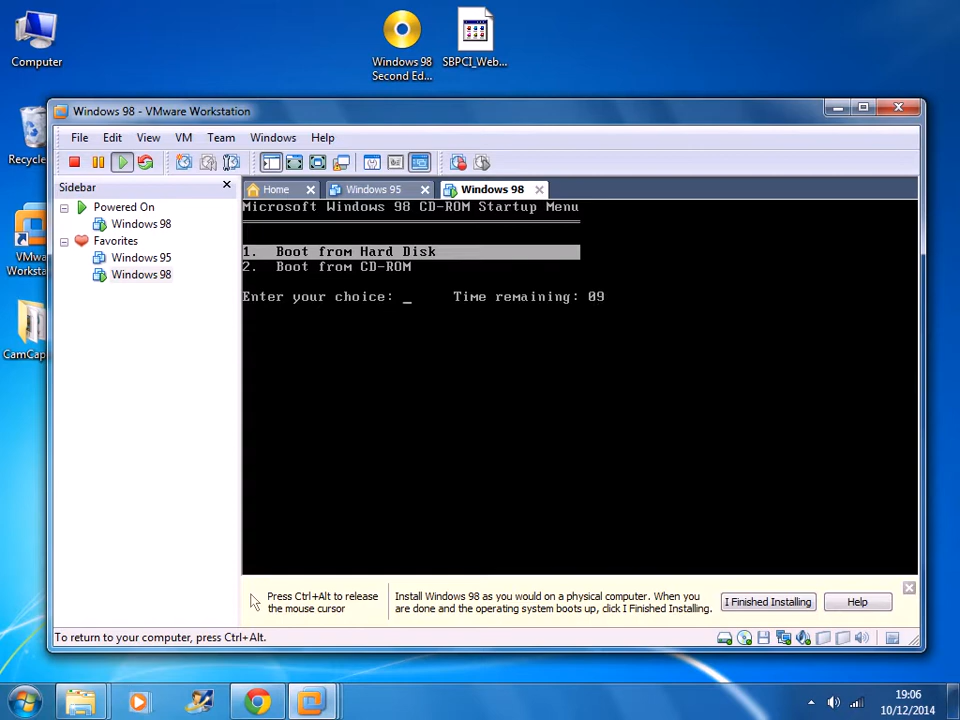 Computer
Windows 98
Second Ed...
SBPCI_Web...
Recycle
VMw
Worksta
CamCap
Windows 98 - VMware Workstation
File Edit View VM Team Windows Help
Sidebar
Powered On
Windows 98
Favorites
Windows 95
Windows 98
Home Windows 95 Windows 98
Microsoft Windows 98 CD-ROM Startup Menu
1. Boot from Hard Disk
2. Boot from CD-ROM
Enter your choice: _ Time remaining: 09
Press Ctrl+Alt to release
the mouse cursor
Install Windows 98 as you would on a physical computer. When you
are done and the operating system boots up, click I Finished Installing.
I Finished Installing
Help
To return to your computer, press Ctrl+Alt.
19:06
10/12/2014